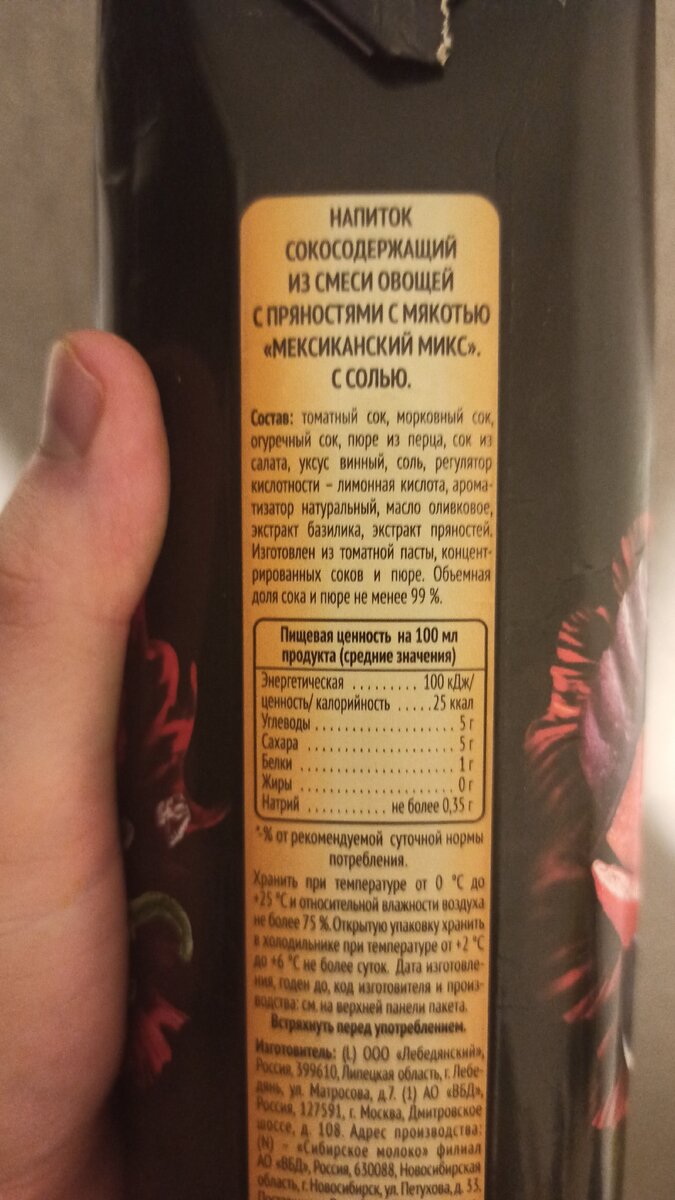 НАПИТОК
СОКОСОДЕРЖАЩИЙ
ИЗ СМЕСИ ОВОЩЕЙ
С ПРЯНОСТЯМИ С МЯКОТЬЮ
«МЕКСИКАНСКИЙ МИКС».
С СОЛЬЮ.
Состав: томатный сок, морковный сок,
огуречный сок, пюре из перца, сок из
салата, уксус винный, соль, регулятор
кислотности – лимонная кислота, арома-
тизатор натуральный, масло оливковое,
экстракт базилика, экстракт пряностей.
Изготовлен из томатной пасты, концент-
рированных соков и пюре. Объемная
доля сока и пюре не менее 99 %.
Пищевая ценность на 100 мл
продукта (средние значения)
Энергетическая ......... 100 кДж/
ценность/ калорийность ..... 25 ккал
Углеводы ........................ 5 г
Сахара ........................ 5 г
Белки ........................ 1 г
Жиры ........................ 0 г
Натрий ........... не более 0,35 г
*-% от рекомендуемой суточной нормы
потребления.
Хранить при температуре от 0 °С до
+25 °С и относительной влажности воздуха
не более 75 %. Открытую упаковку хранить
в холодильнике при температуре от +2 °С
до +6 °С не более суток. Дата изготовле-
ния, годен до, код изготовителя и произ-
водства: см. на верхней панели пакета.
Встряхнуть перед употреблением.
Изготовитель: (L) ООО «Лебедянский»,
Россия, 399610, Липецкая область, г. Лебе-
дянь, ул. Матросова, д.7. (1) АО «ВБД»,
Россия, 127591, г. Москва, Дмитровское
шоссе, д. 108. Адрес производства:
(N) – «Сибирское молоко» филиал
АО «ВБД», Россия, 630088, Новосибирская
область, г. Новосибирск, ул. Петухова, д. 33.